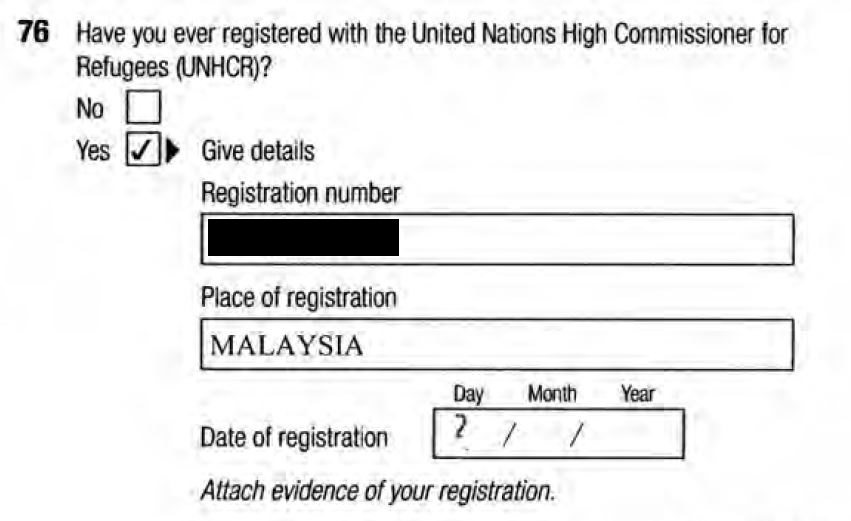 76 Have you ever registered with the United Nations High Commissioner for
Refugees (UNHCR)?
No
Yes ✓ Give details
Registration number
Place of registration
MALAYSIA
Day Month Year
Date of registration ? / /
Attach evidence of your registration.